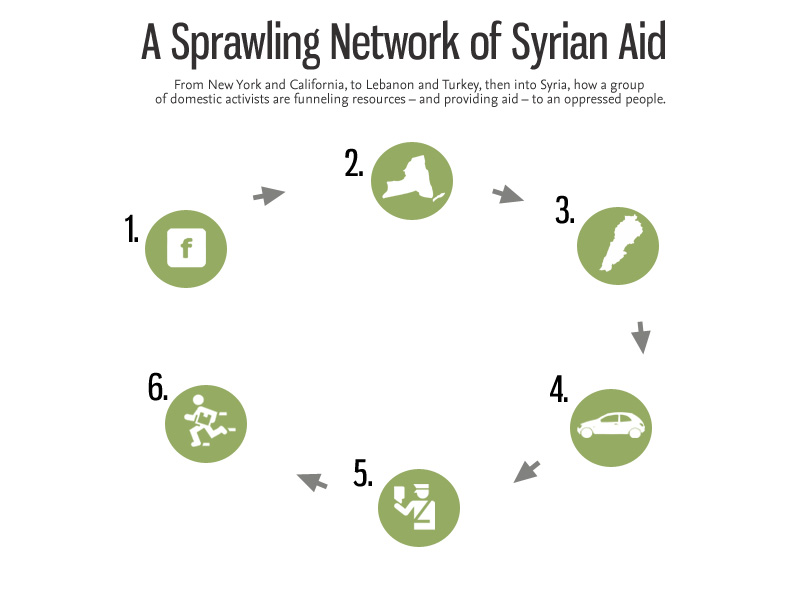 A Sprawling Network of Syrian Aid
From New York and California, to Lebanon and Turkey, then into Syria, how a group
of domestic activists are funneling resources – and providing aid – to an oppressed people.
1.
f
2.
3.
4.
5.
6.